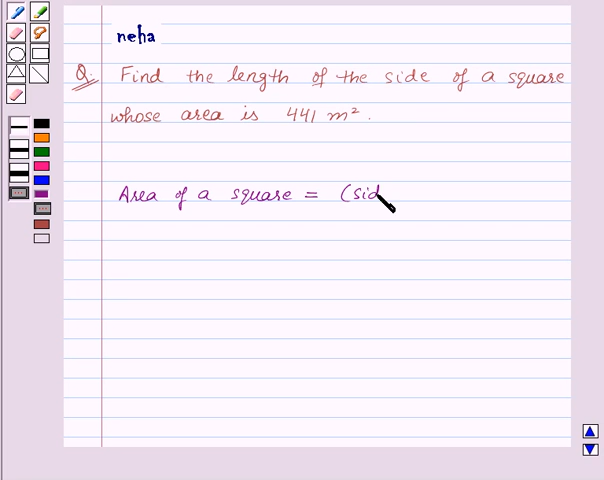 neha
Q. Find the length of the side of a square
whose area is 441 m².
Area of a square = (sid